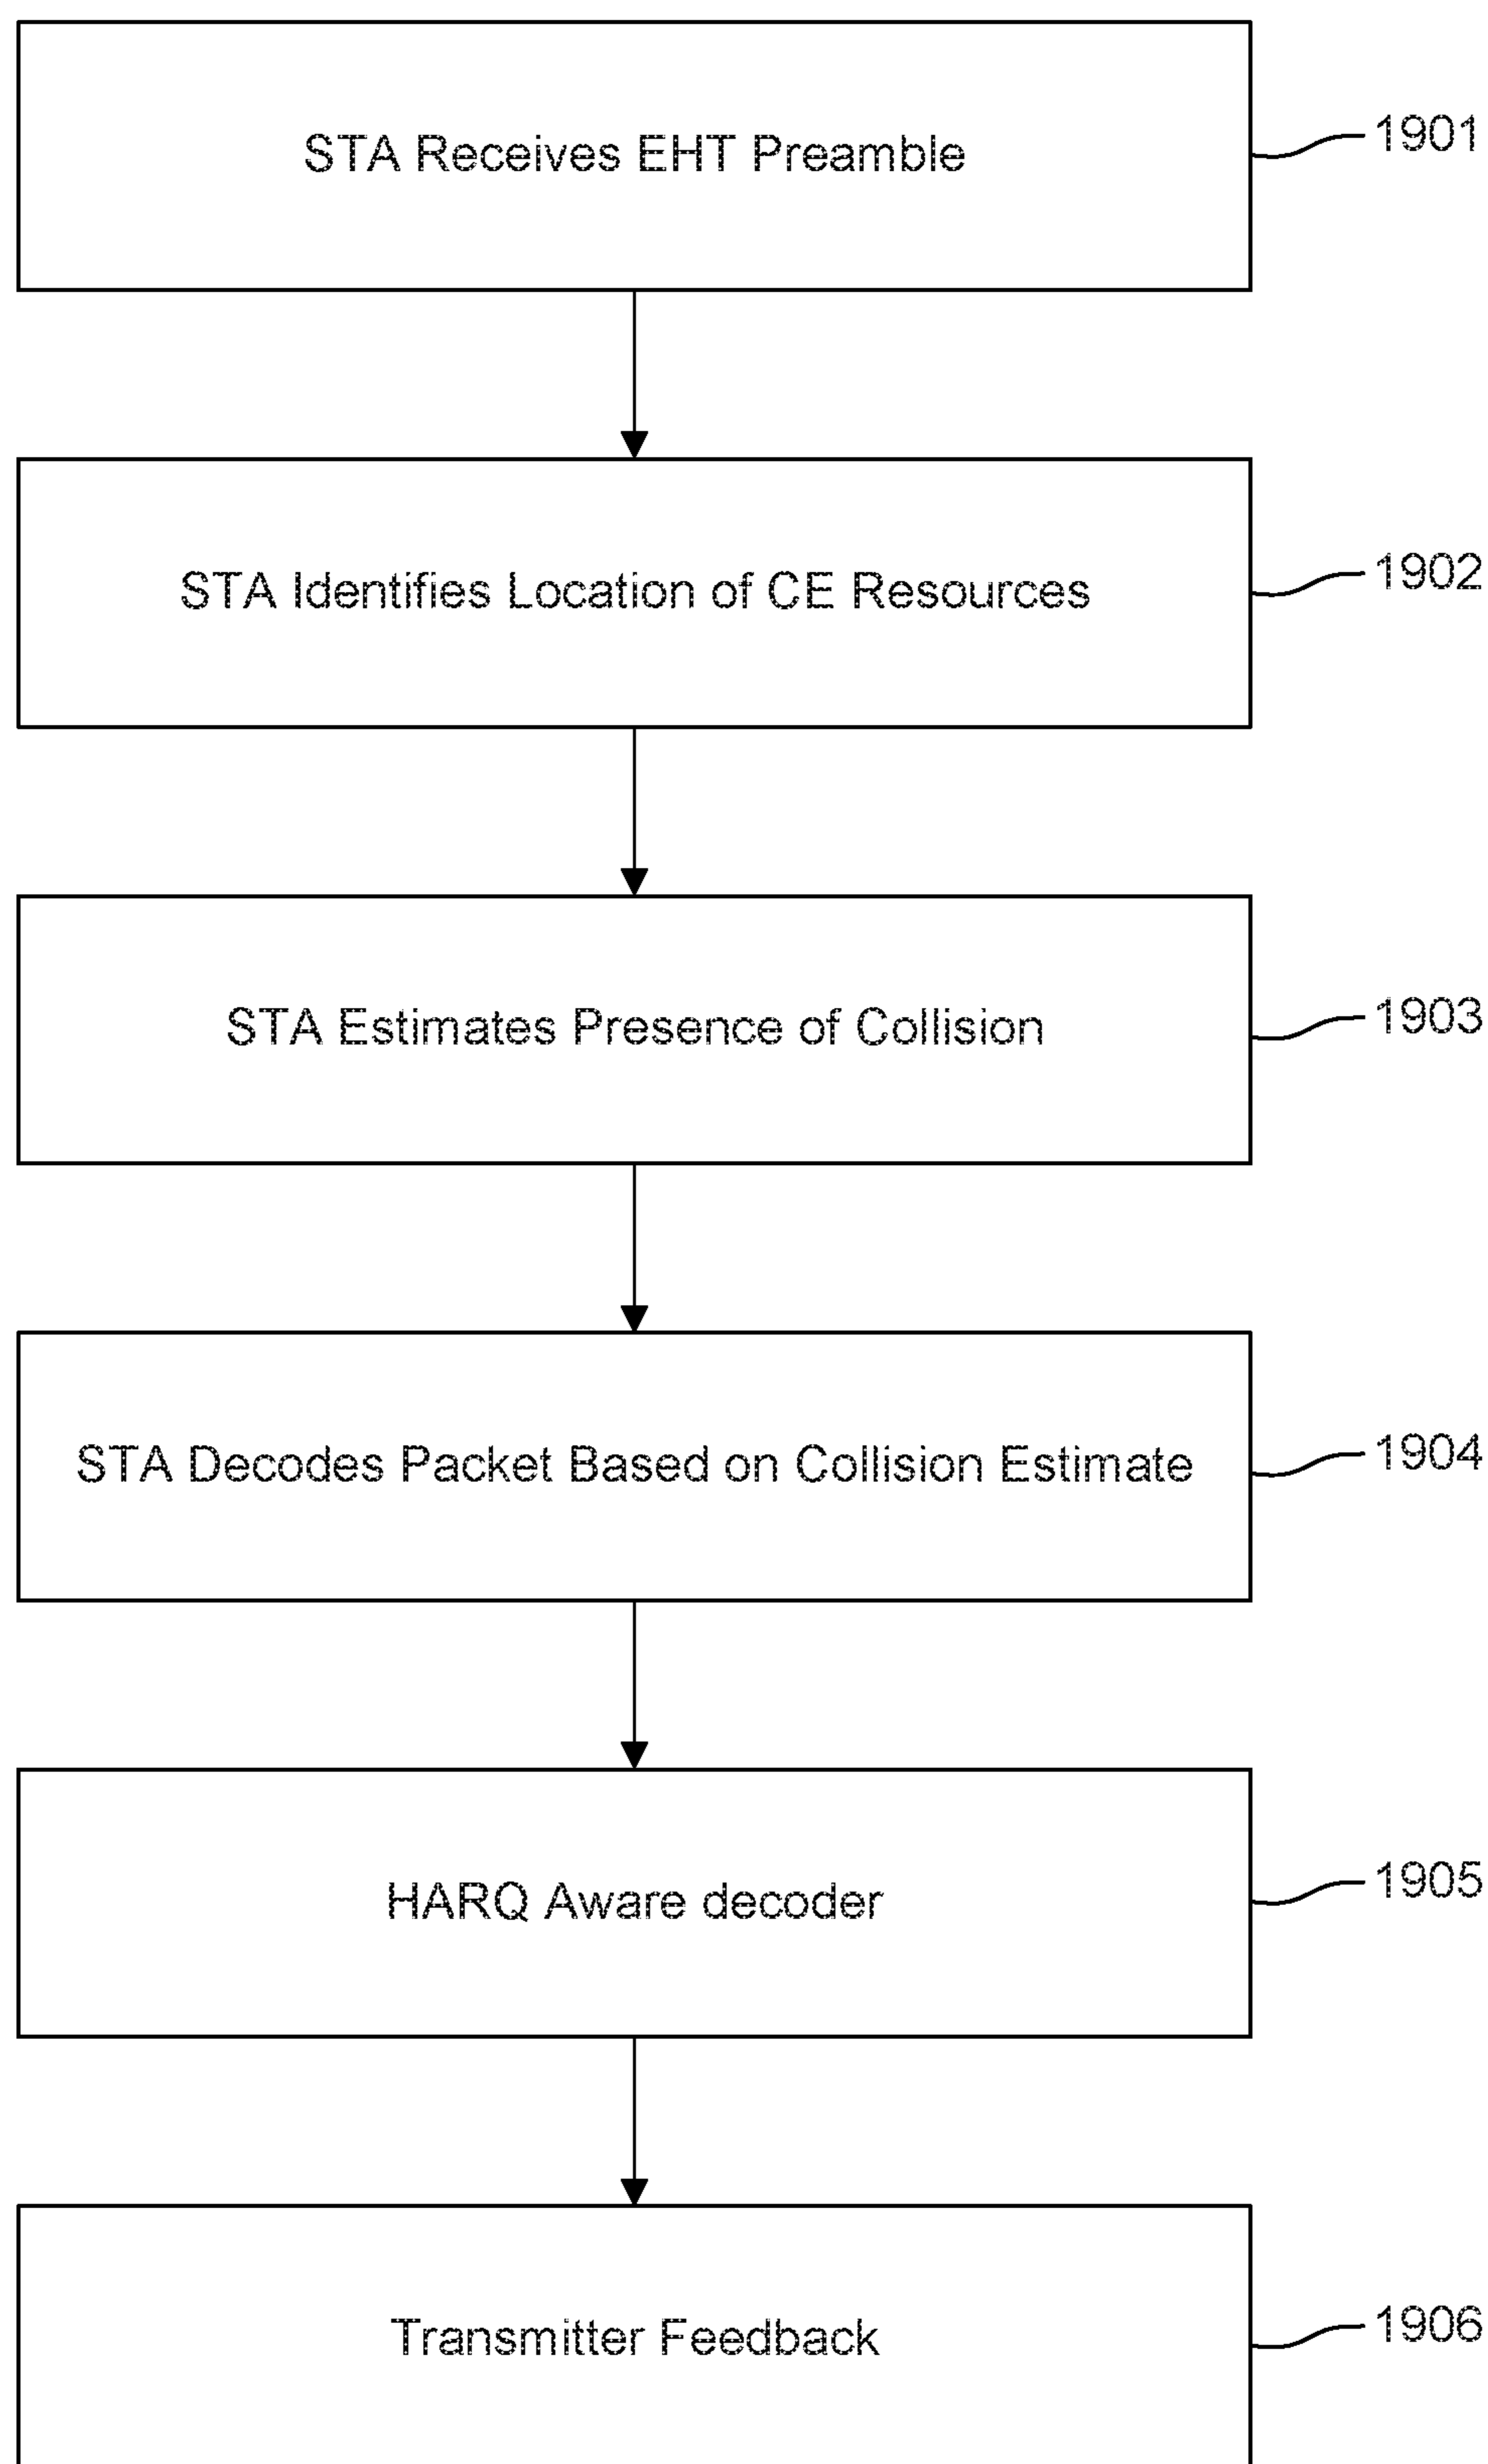 STA Receives EHT Preamble
1901
STA Identifies Location of CE Resources
1902
STA Estimates Presence of Collision
1903
STA Decodes Packet Based on Collision Estimate
1904
HARQ Aware decoder
1905
Transmitter Feedback
1906